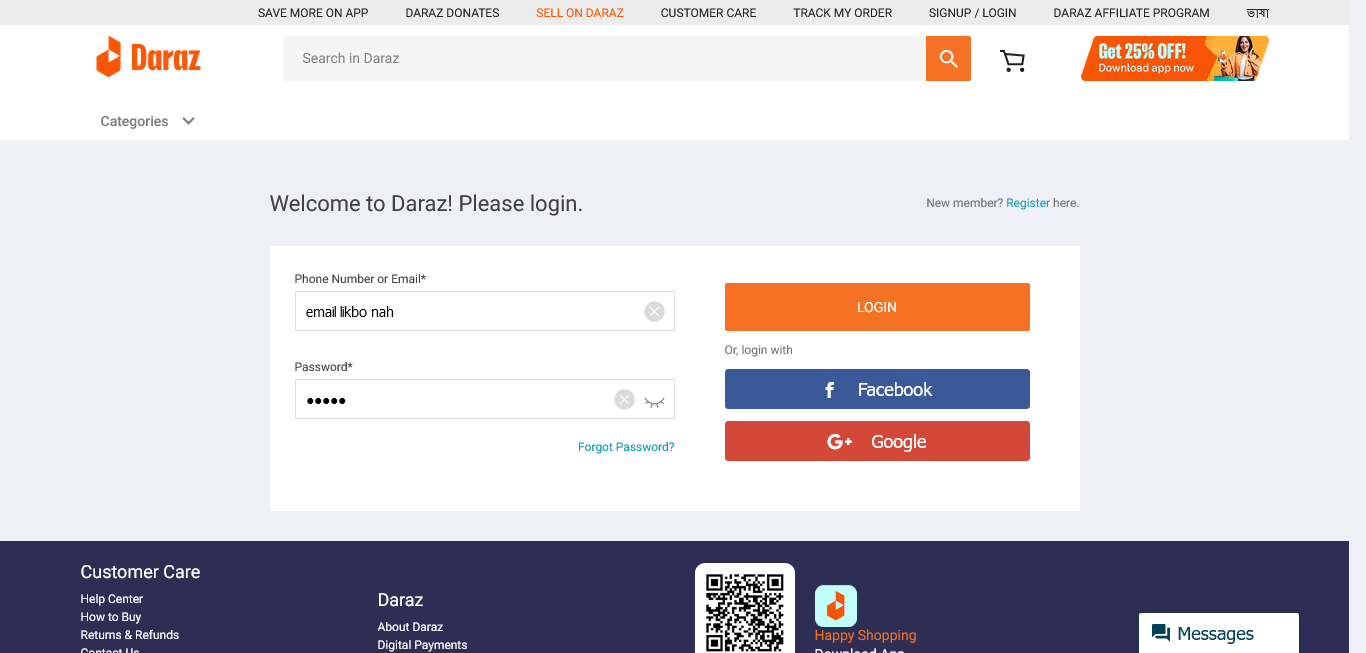 SAVE MORE ON APP DARAZ DONATES SELL ON DARAZ CUSTOMER CARE TRACK MY ORDER SIGNUP / LOGIN DARAZ AFFILIATE PROGRAM ভাষা
Daraz Search in Daraz Get 25% OFF!
Download app now
Categories
Welcome to Daraz! Please login. New member? Register here.
Phone Number or Email*
email likbo nah LOGIN
Or, login with
Password*
Facebook
Forgot Password? Google
Customer Care
Help Center
How to Buy
Returns & Refunds
Contact Us
Daraz
About Daraz
Digital Payments
Happy Shopping
Download App
Messages